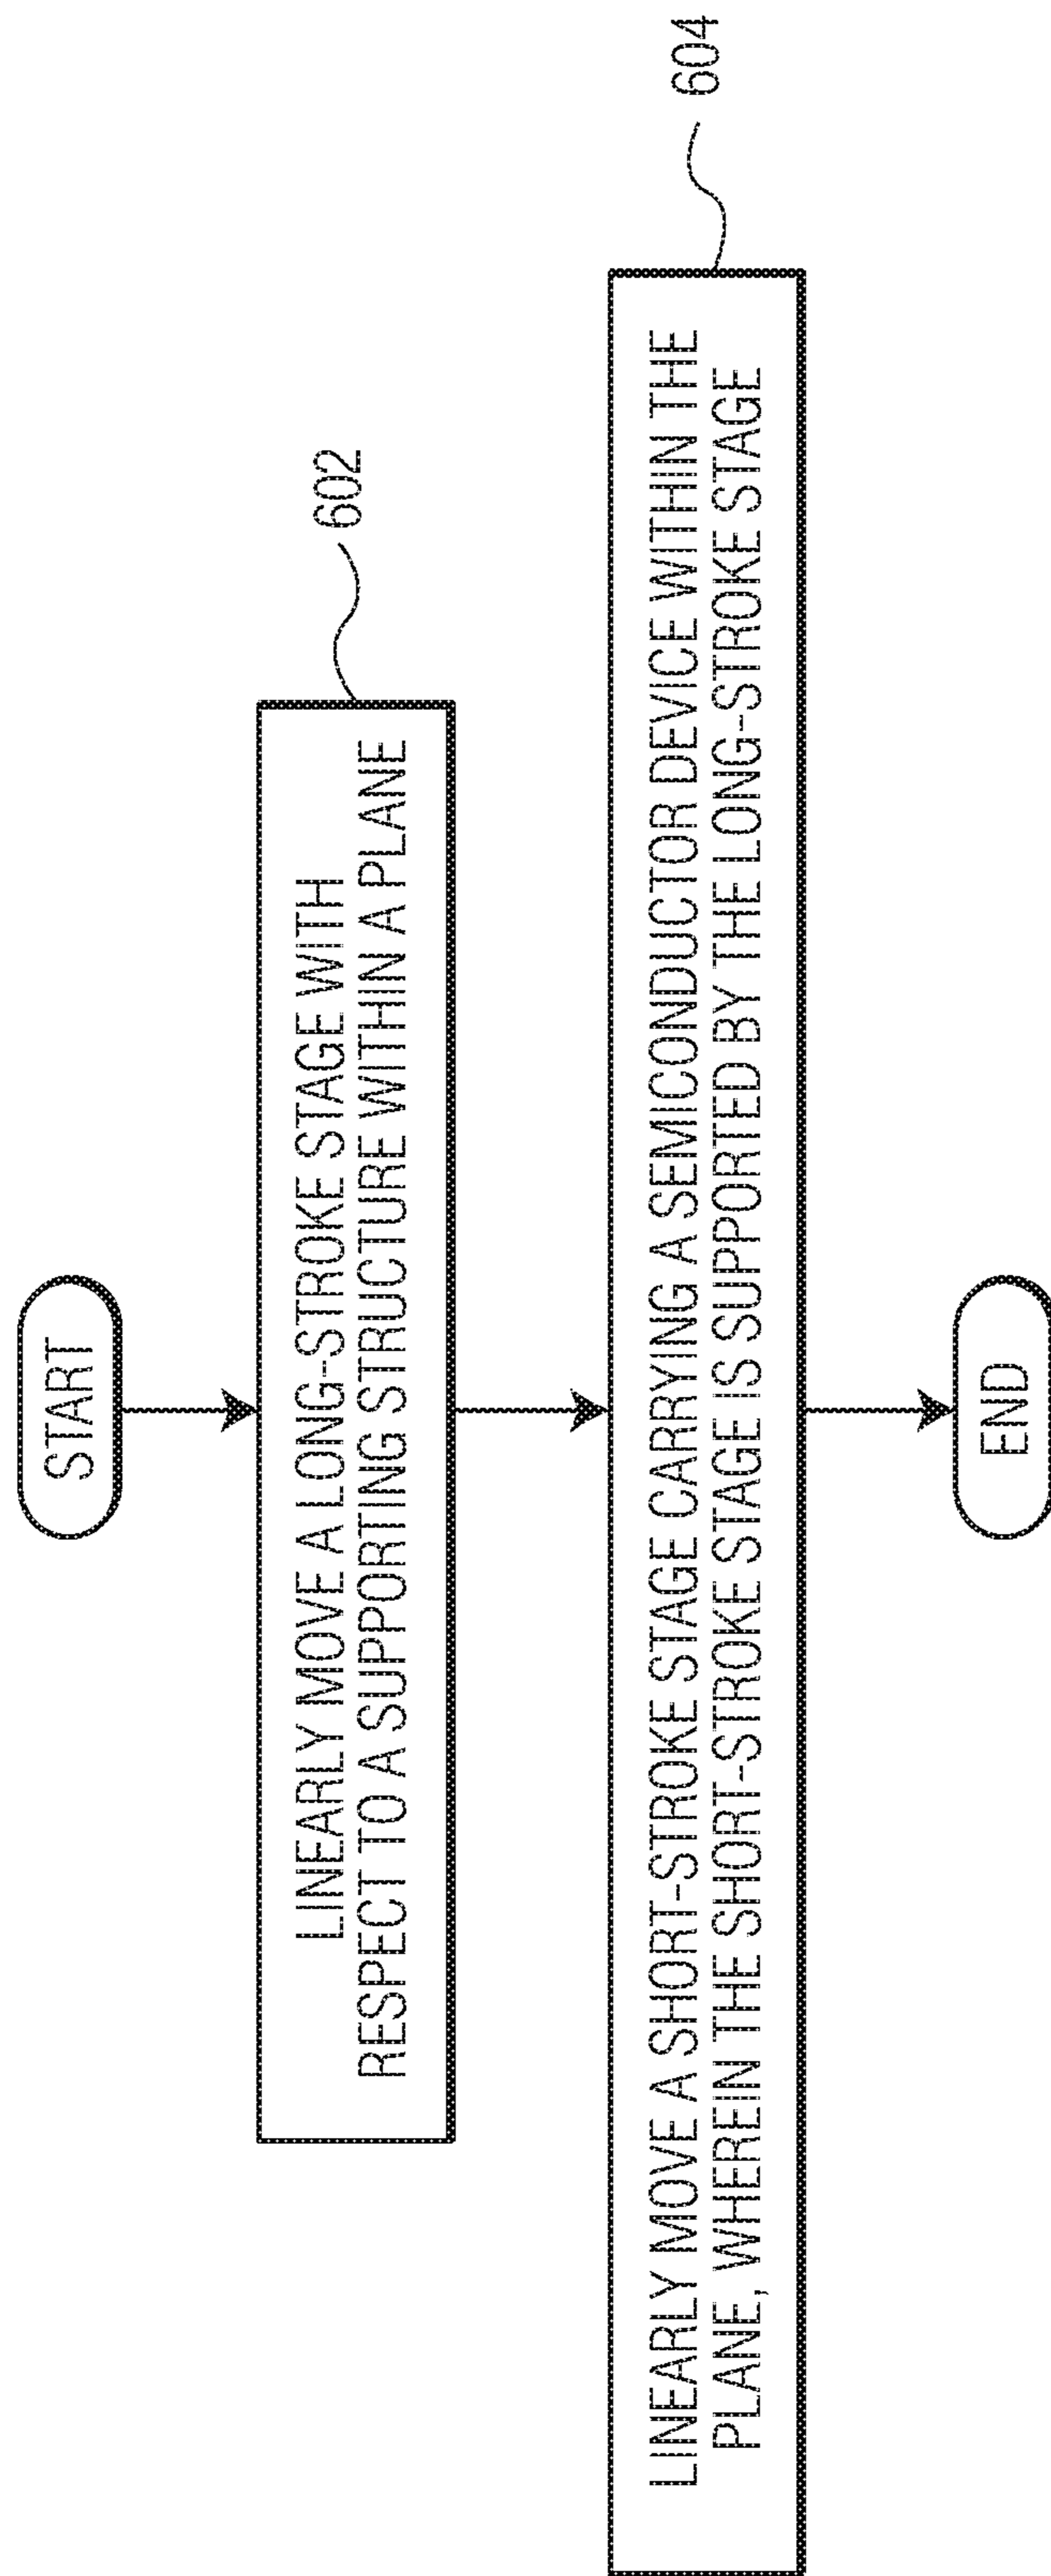 START
LINEARLY MOVE A LONG-STROKE STAGE WITH
RESPECT TO A SUPPORTING STRUCTURE WITHIN A PLANE
602
LINEARLY MOVE A SHORT-STROKE STAGE CARRYING A SEMICONDUCTOR DEVICE WITHIN THE
PLANE, WHEREIN THE SHORT-STROKE STAGE IS SUPPORTED BY THE LONG-STROKE STAGE
604
END